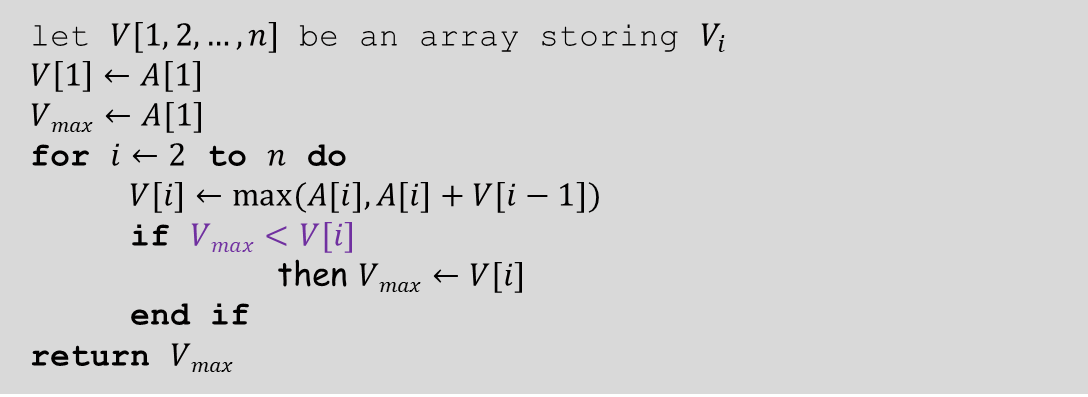 let V[1, 2, … , n] be an array storing Vᵢ
V[1] ← A[1]
V_max ← A[1]
for i ← 2 to n do
V[i] ← max(A[i], A[i] + V[i − 1])
if V_max < V[i]
then V_max ← V[i]
end if
return V_max